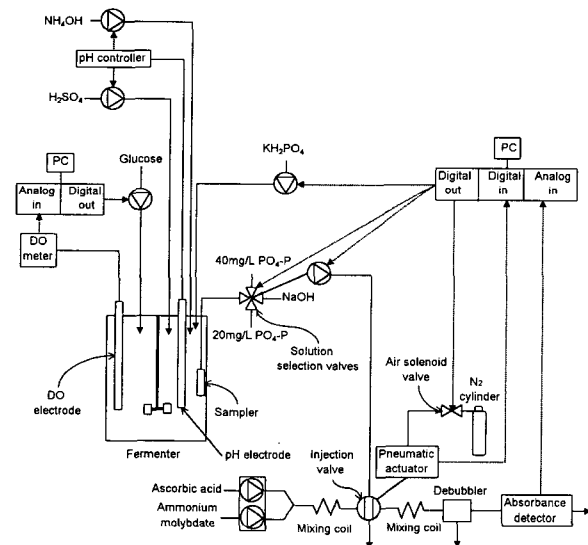 NH₄OH
pH controller
H₂SO₄
PC
Glucose
Analog in
Digital out
DO meter
KH₂PO₄
PC
Digital out
Digital in
Analog in
40mg/L PO₄-P
NaOH
20mg/L PO₄-P
Solution
selection valves
Air solenoid
valve
N₂
cylinder
DO
electrode
Sampler
Fermenter
pH electrode
Injection
valve
Pneumatic
actuator
Debubbler
Ascorbic acid
Ammonium
molybdate
Mixing coil
Mixing coil
Absorbance
detector